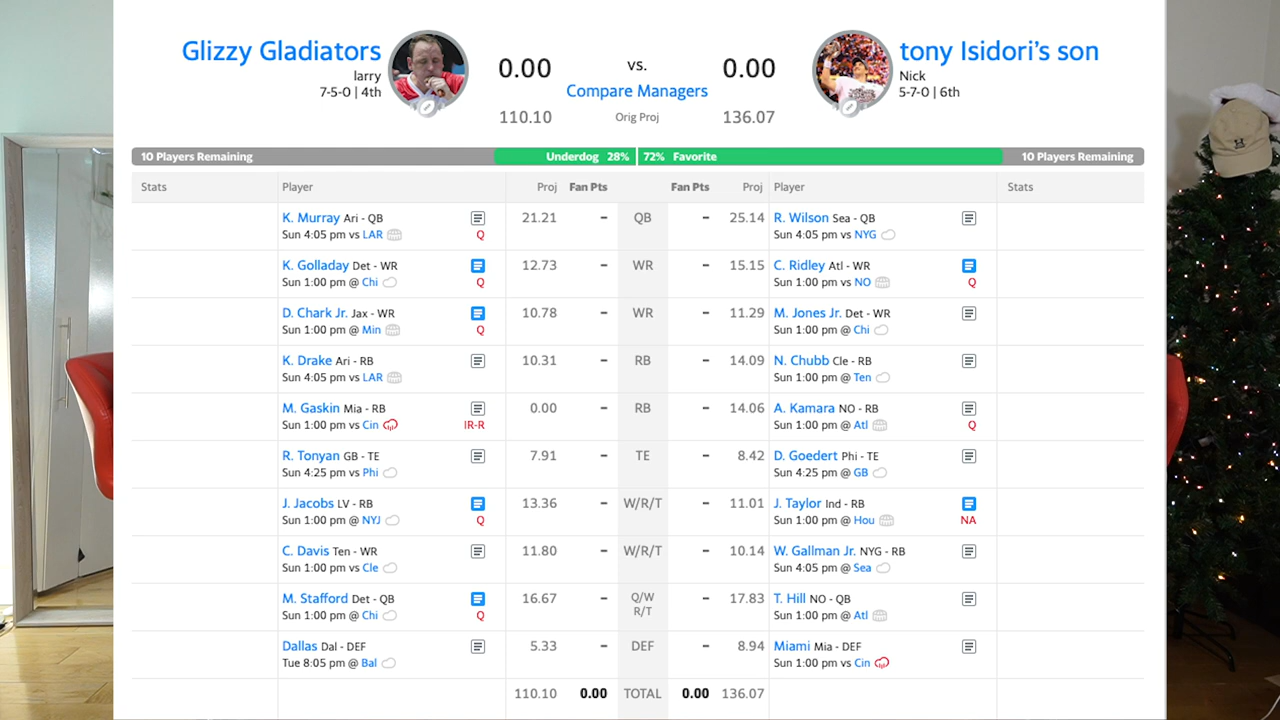 Glizzy Gladiators
larry
7-5-0 | 4th
0.00
110.10
vs.
Compare Managers
Orig Proj
0.00
136.07
tony Isidori's son
Nick
5-7-0 | 6th
10 Players Remaining Underdog 28% 72% Favorite 10 Players Remaining
Stats Player Proj Fan Pts Fan Pts Proj Player Stats
K. Murray Ari - QB 21.21 – QB – 25.14 R. Wilson Sea - QB
Sun 4:05 pm vs LAR Q Sun 4:05 pm vs NYG
K. Golladay Det - WR 12.73 – WR – 15.15 C. Ridley Atl - WR
Sun 1:00 pm @ Chi Q Sun 1:00 pm vs NO Q
D. Chark Jr. Jax - WR 10.78 – WR – 11.29 M. Jones Jr. Det - WR
Sun 1:00 pm @ Min Q Sun 1:00 pm @ Chi
K. Drake Ari - RB 10.31 – RB – 14.09 N. Chubb Cle - RB
Sun 4:05 pm vs LAR Sun 1:00 pm @ Ten
M. Gaskin Mia - RB 0.00 – RB – 14.06 A. Kamara NO - RB
Sun 1:00 pm vs Cin IR-R Sun 1:00 pm @ Atl Q
R. Tonyan GB - TE 7.91 – TE – 8.42 D. Goedert Phi - TE
Sun 4:25 pm vs Phi Sun 4:25 pm @ GB
J. Jacobs LV - RB 13.36 – W/R/T – 11.01 J. Taylor Ind - RB
Sun 1:00 pm @ NYJ Q Sun 1:00 pm @ Hou NA
C. Davis Ten - WR 11.80 – W/R/T – 10.14 W. Gallman Jr. NYG - RB
Sun 1:00 pm vs Cle Sun 4:05 pm @ Sea
M. Stafford Det - QB 16.67 – Q/W – 17.83 T. Hill NO - QB
Sun 1:00 pm @ Chi Q R/T Sun 1:00 pm @ Atl
Dallas Dal - DEF 5.33 – DEF – 8.94 Miami Mia - DEF
Tue 8:05 pm @ Bal Sun 1:00 pm vs Cin
110.10 0.00 TOTAL 0.00 136.07